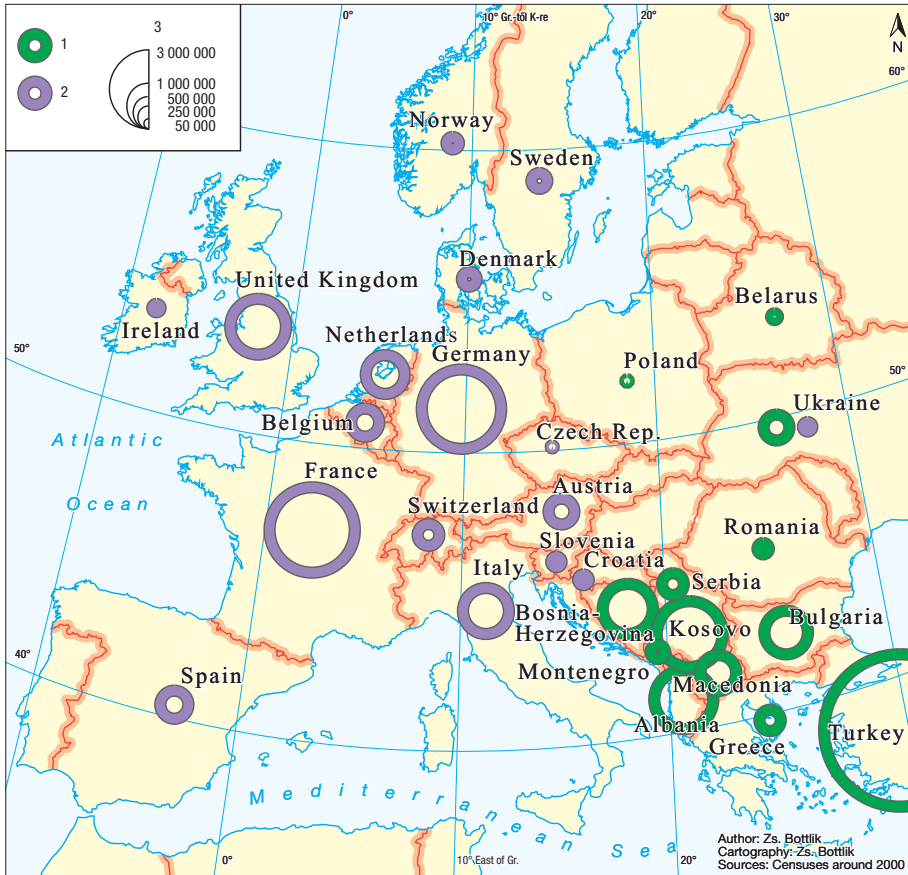 0°
10° Gr.-től K-re
20°
30°
N
1
2
3
3 000 000
1 000 000
500 000
250 000
50 000
60°
Norway
Sweden
Denmark
United Kingdom
Ireland
Netherlands
Germany
Belarus
50°
Poland
50°
Ukraine
Belgium
Czech Rep.
Atlantic
Ocean
France
Switzerland
Austria
Slovenia
Croatia
Romania
Italy
Serbia
Bosnia-
Herzegovina
Kosovo
Bulgaria
40°
Spain
Montenegro
Macedonia
Albania
Greece
Turkey
40°
Mediterranean Sea
0°
10° East of Gr.
20°
Author: Zs. Bottlik
Cartography: Zs. Bottlik
Sources: Censuses around 2000